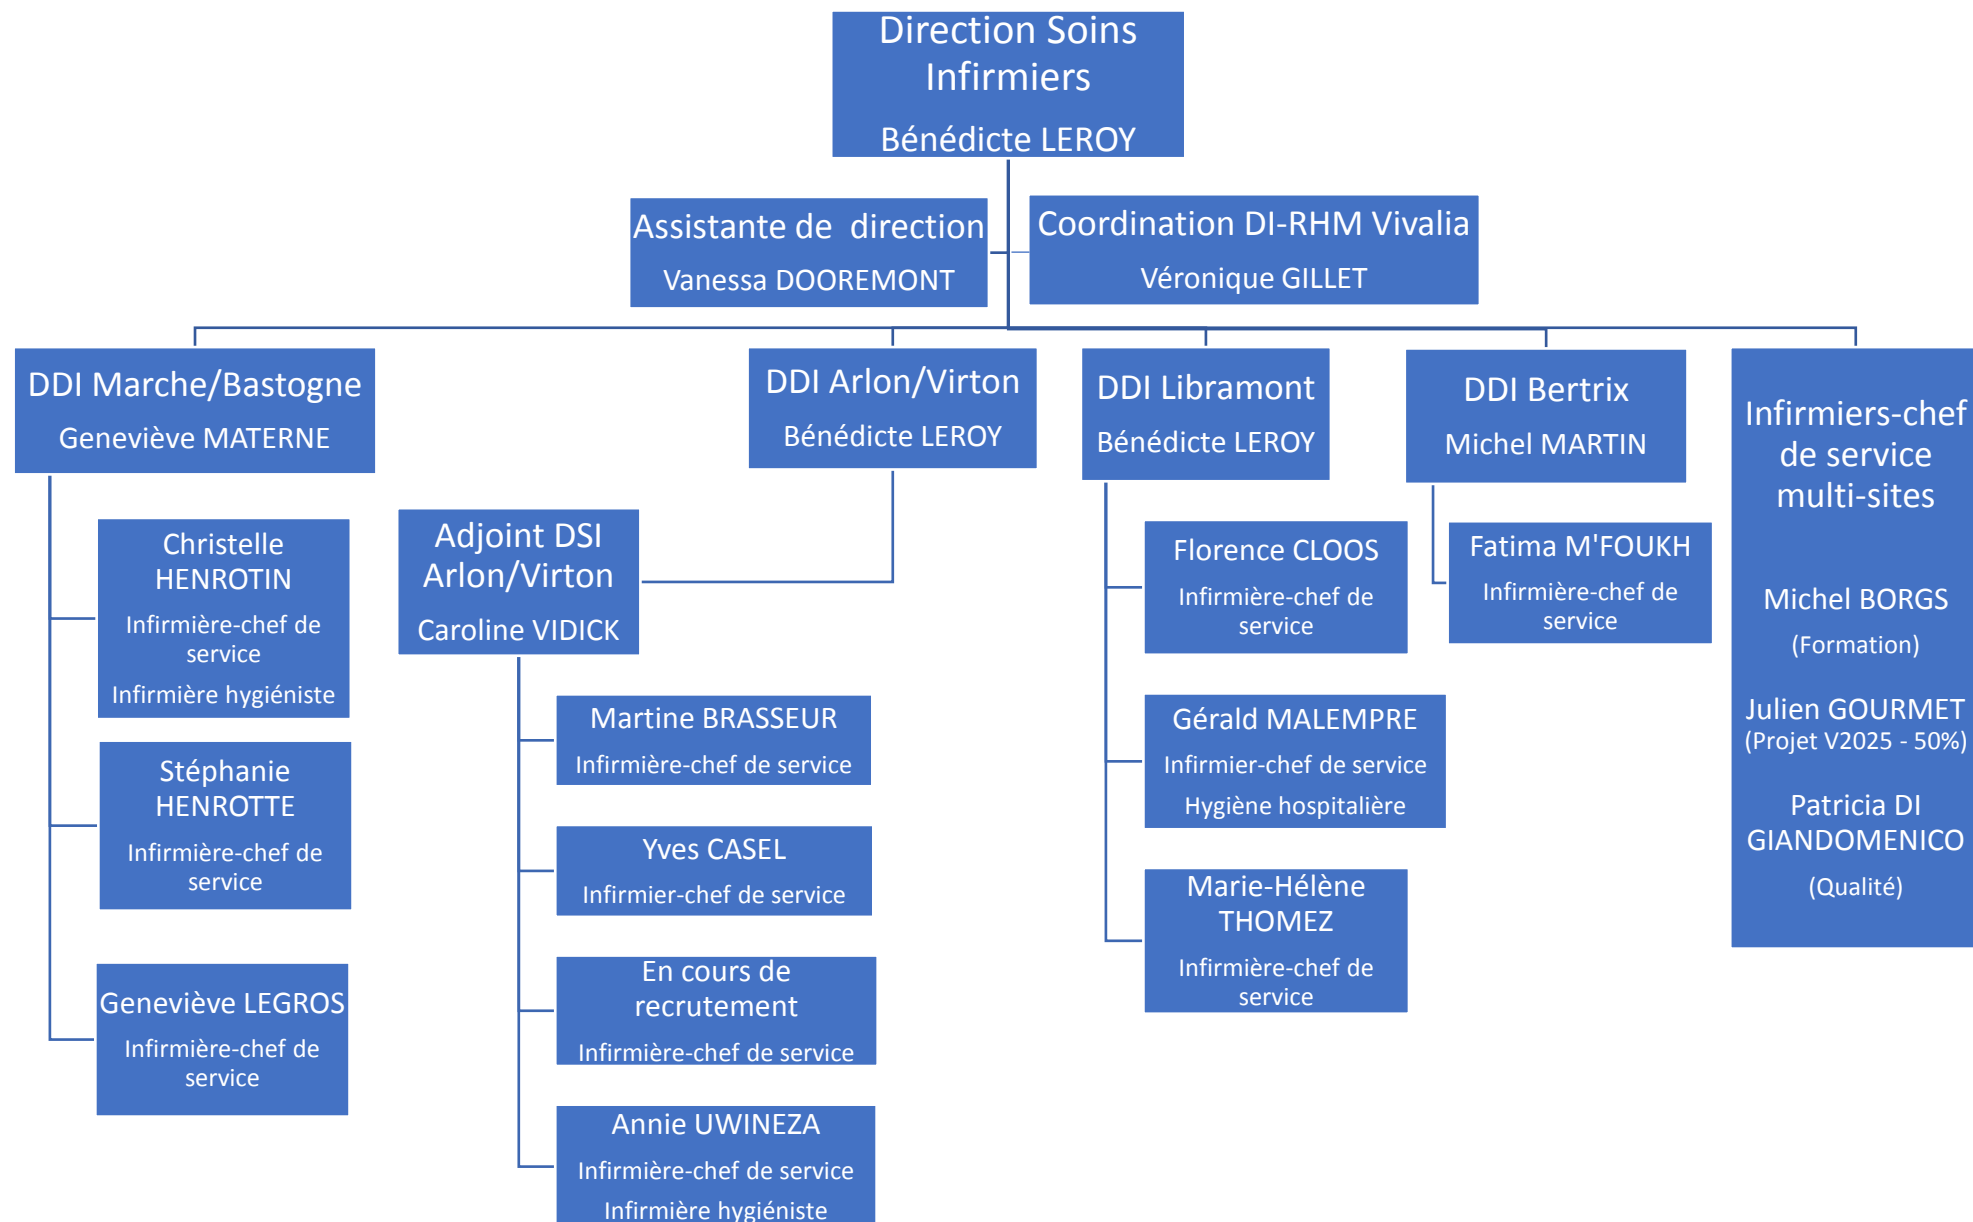 Direction Soins
Infirmiers
Bénédicte LEROY
Assistante de  direction
Vanessa DOOREMONT
Coordination DI-RHM Vivalia
Véronique GILLET
DDI Marche/Bastogne
Geneviève MATERNE
Christelle
HENROTIN
Infirmière-chef de
service
Infirmière hygiéniste
Stéphanie
HENROTTE
Infirmière-chef de
service
Geneviève LEGROS
Infirmière-chef de
service
DDI Arlon/Virton
Bénédicte LEROY
Adjoint DSI
Arlon/Virton
Caroline VIDICK
Martine BRASSEUR
Infirmière-chef de service
Yves CASEL
Infirmier-chef de service
En cours de
recrutement
Infirmière-chef de service
Annie UWINEZA
Infirmière-chef de service
Infirmière hygiéniste
DDI Libramont
Bénédicte LEROY
Florence CLOOS
Infirmière-chef de
service
Gérald MALEMPRE
Infirmier-chef de service
Hygiène hospitalière
Marie-Hélène
THOMEZ
Infirmière-chef de
service
DDI Bertrix
Michel MARTIN
Fatima M'FOUKH
Infirmière-chef de
service
Infirmiers-chef
de service
multi-sites
Michel BORGS
(Formation)
Julien GOURMET
(Projet V2025 - 50%)
Patricia DI
GIANDOMENICO
(Qualité)